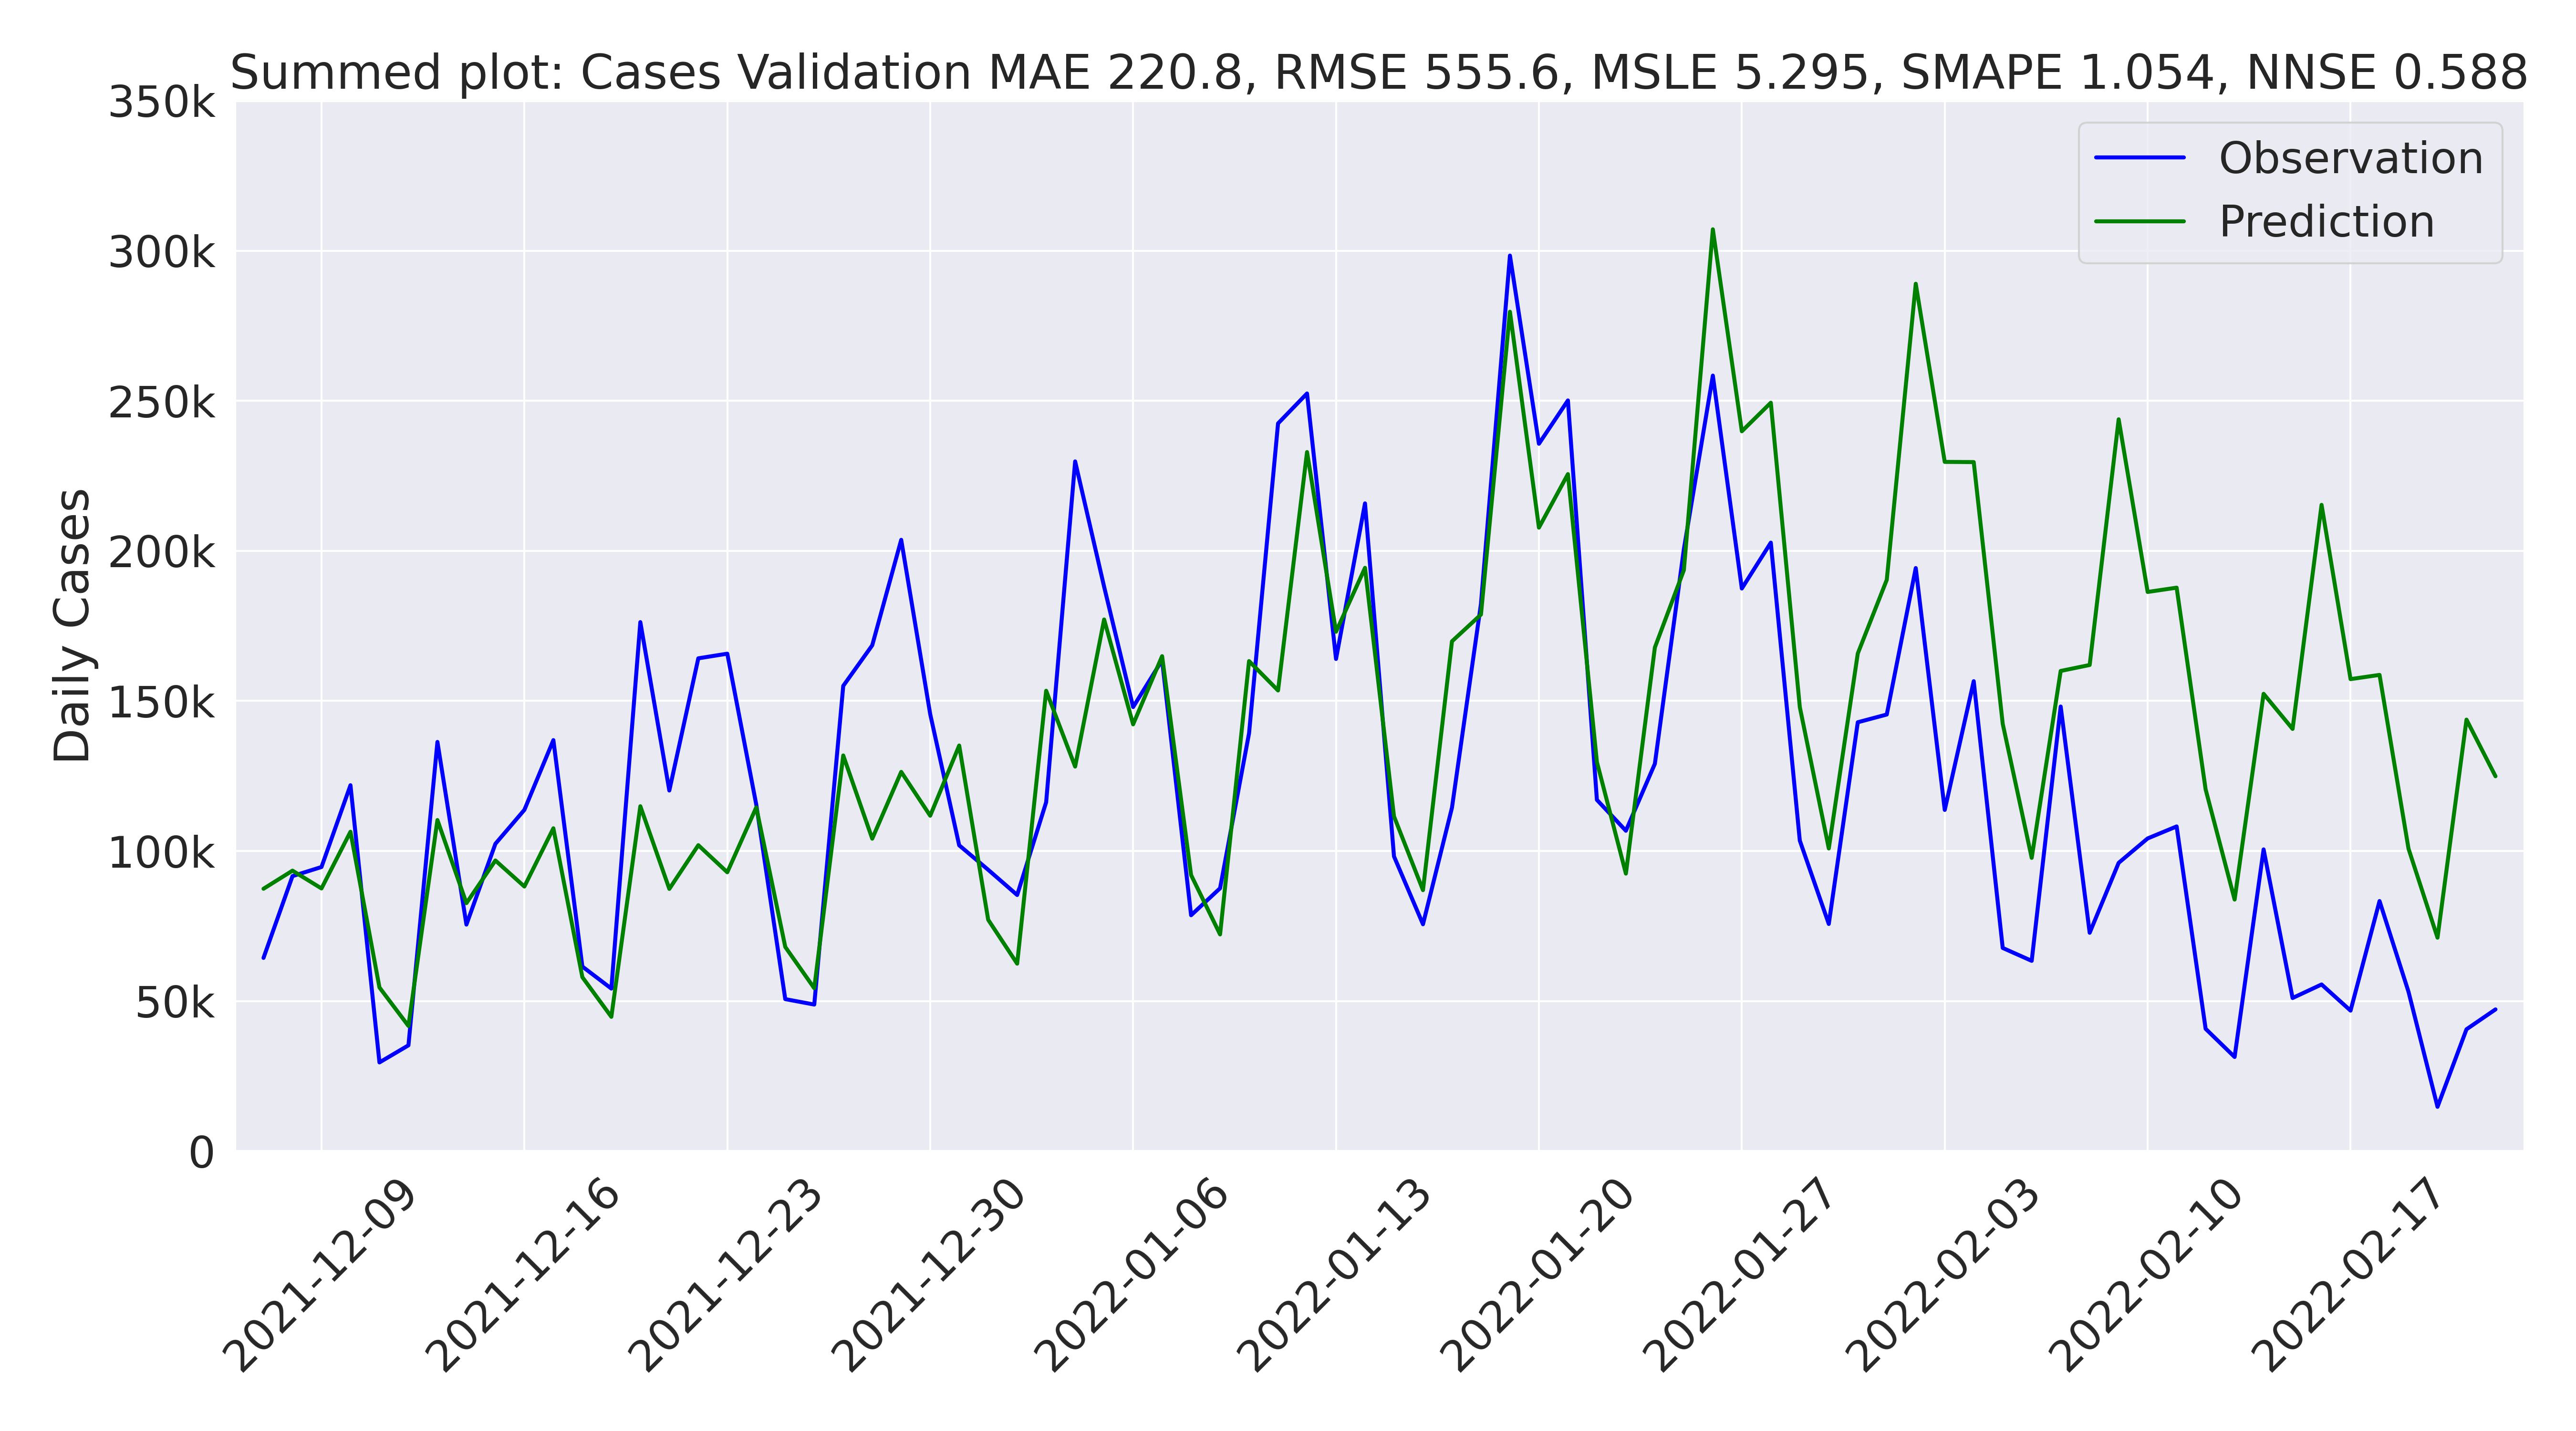 Summed plot: Cases Validation MAE 220.8, RMSE 555.6, MSLE 5.295, SMAPE 1.054, NNSE 0.588
350k
300k
250k
200k
150k
100k
50k
0
Daily Cases
Observation
Prediction
2021-12-09
2021-12-16
2021-12-23
2021-12-30
2022-01-06
2022-01-13
2022-01-20
2022-01-27
2022-02-03
2022-02-10
2022-02-17